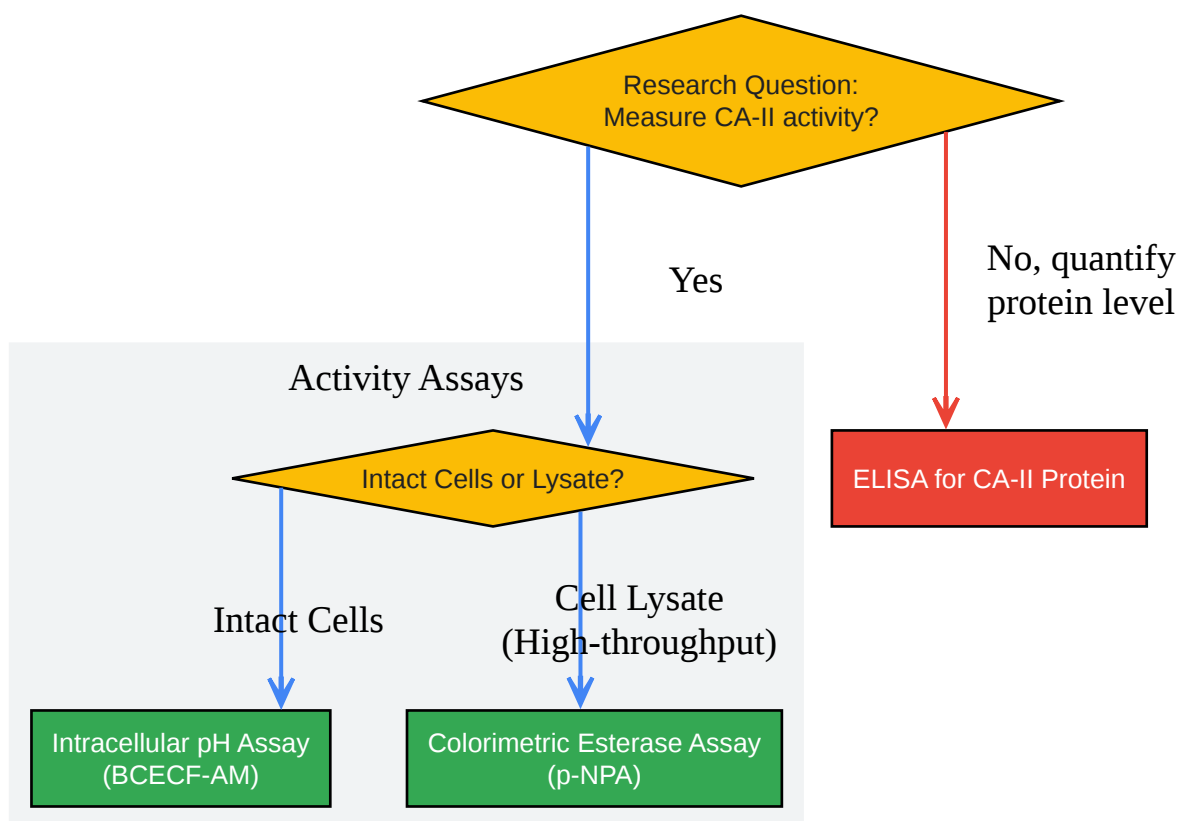 Research Question:
Measure CA-II activity?
Yes
No, quantify
protein level
Activity Assays
Intact Cells or Lysate?
ELISA for CA-II Protein
Intact Cells
Cell Lysate
(High-throughput)
Intracellular pH Assay
(BCECF-AM)
Colorimetric Esterase Assay
(p-NPA)